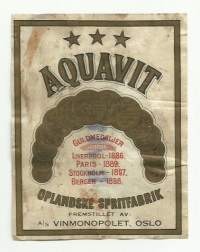 AQUAVIT
GULDMEDALJER
LIVERPOOL-1886.
PARIS-1889.
STOCKHOLM-1897.
BERGEN-1898.
OPLANDSKE SPRITFABRIK
FREMSTILLET AV
A/S VINMONOPOLET, OSLO